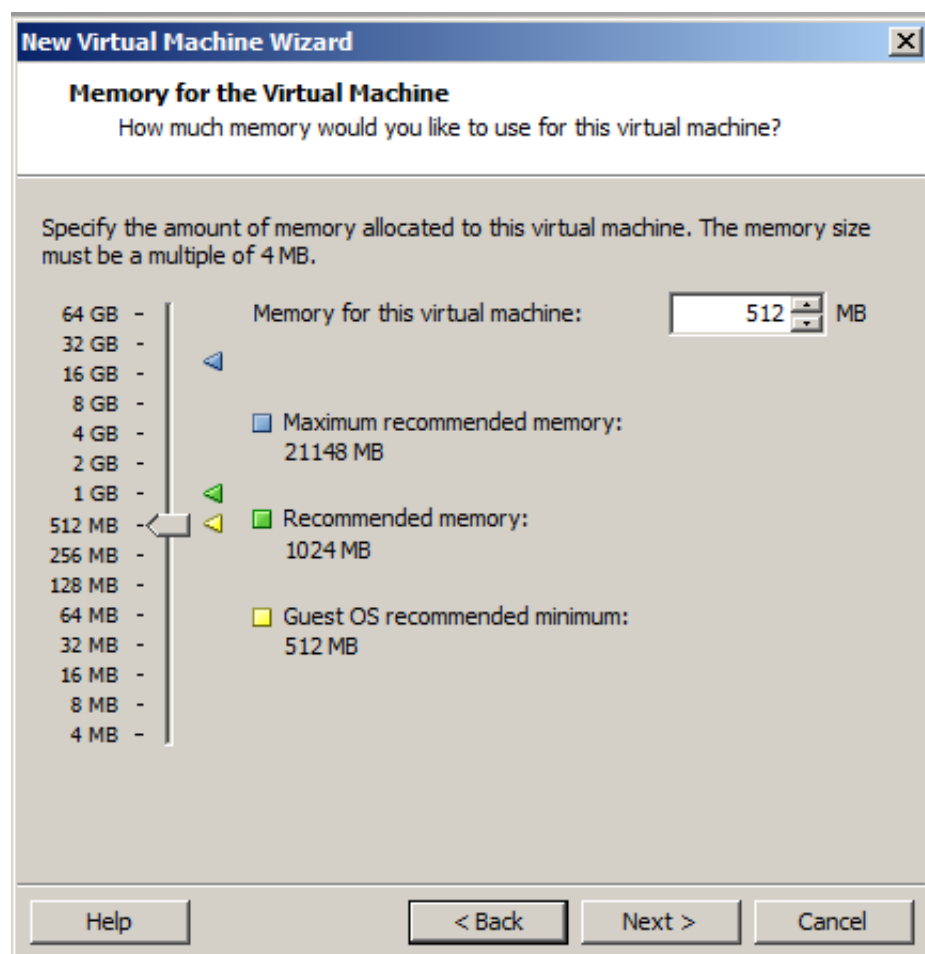 New Virtual Machine Wizard
Memory for the Virtual Machine
How much memory would you like to use for this virtual machine?
Specify the amount of memory allocated to this virtual machine. The memory size
must be a multiple of 4 MB.
64 GB
Memory for this virtual machine: 512 MB
32 GB
16 GB
8 GB
4 GB
2 GB
1 GB
512 MB
256 MB
128 MB
64 MB
32 MB
16 MB
8 MB
4 MB
Maximum recommended memory:
21148 MB
Recommended memory:
1024 MB
Guest OS recommended minimum:
512 MB
Help
< Back
Next >
Cancel